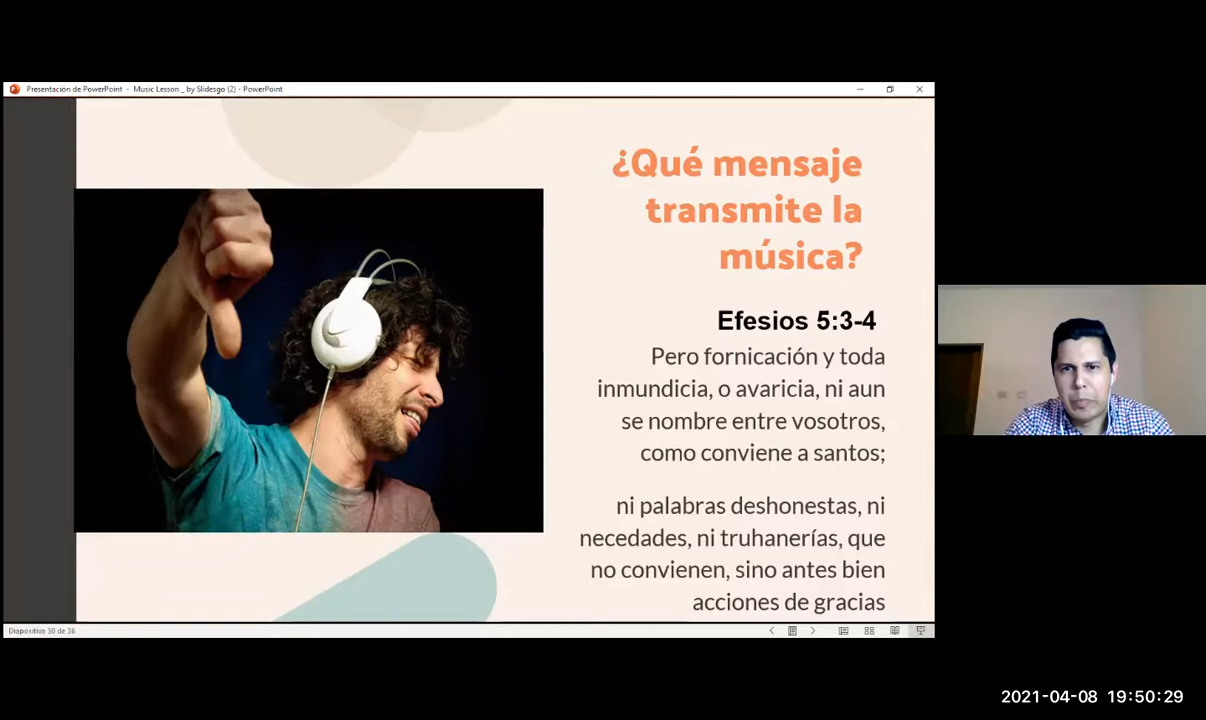 Presentación de PowerPoint - Music Lesson _ by Slidesgo (2) - PowerPoint
¿Qué mensaje
transmite la
música?
Efesios 5:3-4
Pero fornicación y toda
inmundicia, o avaricia, ni aun
se nombre entre vosotros,
como conviene a santos;
ni palabras deshonestas, ni
necedades, ni truhanerías, que
no convienen, sino antes bien
acciones de gracias
Diapositiva 30 de 36
2021-04-08 19:50:29